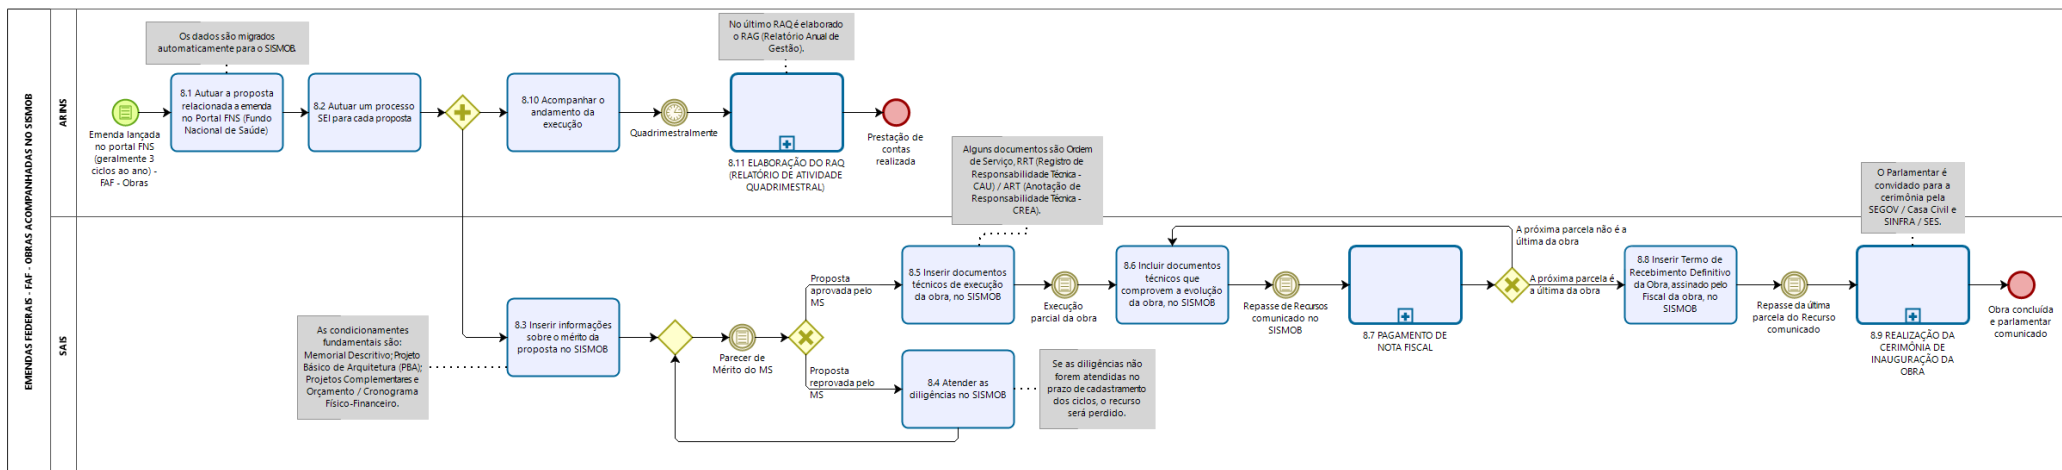 EMENDAS FEDERAIS - FAF - OBRAS ACOMPANHADAS NO SISMOB
ARINS
Os dados são migrados
automaticamente para o SISMOB.
Emenda lançada
no portal FNS
(geralmente 3
ciclos ao ano) -
FAF - Obras
8.1 Autuar a proposta
relacionada a emenda
no Portal FNS (Fundo
Nacional de Saúde)
8.2 Autuar um processo
SEI para cada proposta
8.10 Acompanhar o
andamento da
execução
Quadrimestralmente
No último RAQ é elaborado
o RAG (Relatório Anual de
Gestão).
8.11 ELABORAÇÃO DO RAQ
(RELATÓRIO DE ATIVIDADE
QUADRIMESTRAL)
Prestação de
contas
realizada
SAIS
As condicionamentes
fundamentais são:
Memorial Descritivo; Projeto
Básico de Arquitetura (PBA);
Projetos Complementares e
Orçamento / Cronograma
Físico-Financeiro.
8.3 Inserir informações
sobre o mérito da
proposta no SISMOB
Parecer de
Mérito do MS
Proposta
aprovada pelo
MS
Proposta
reprovada pelo
MS
8.4 Atender as
diligências no SISMOB
Se as diligências não
forem atendidas no
prazo de cadastramento
dos ciclos, o recurso
será perdido.
Alguns documentos são Ordem
de Serviço, RRT (Registro de
Responsabilidade Técnica -
CAU) / ART (Anotação de
Responsabilidade Técnica -
CREA).
8.5 Inserir documentos
técnicos de execução
da obra, no SISMOB
Execução
parcial da obra
8.6 Incluir documentos
técnicos que
comprovem a evolução
da obra, no SISMOB
Repasse de Recursos
comunicado no
SISMOB
8.7 PAGAMENTO DE
NOTA FISCAL
A próxima parcela não é a
última da obra
A próxima parcela é
a última da obra
8.8 Inserir Termo de
Recebimento Definitivo
da Obra, assinado pelo
Fiscal da obra, no
SISMOB
Repasse da útima
parcela do Recurso
comunicado
O Parlamentar é
convidado para a
cerimônia pela
SEGOV / Casa Civil e
SINFRA / SES.
8.9 REALIZAÇÃO DA
CERIMÔNIA DE
INAUGURAÇÃO DA
OBRA
Obra concluída
e parlamentar
comunicado